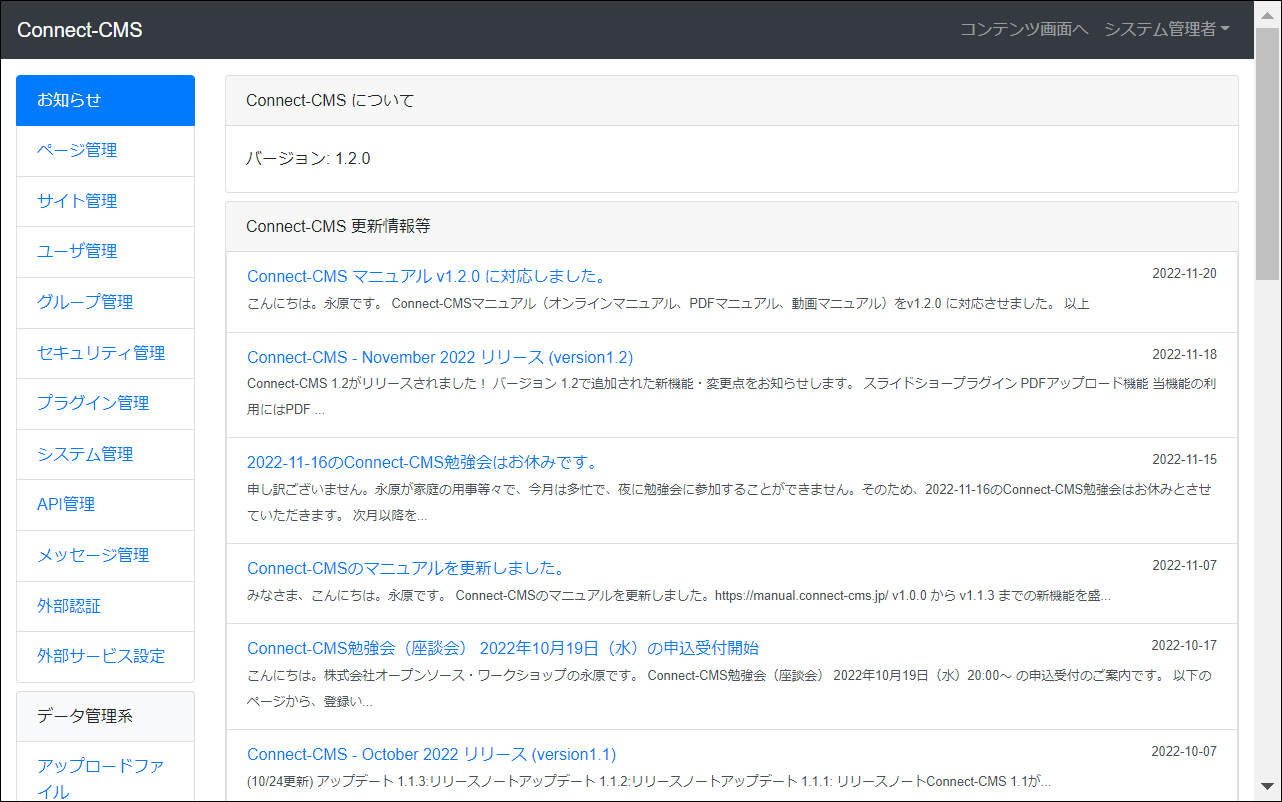 Connect-CMS
コンテンツ画面へ システム管理者
お知らせ
ページ管理
サイト管理
ユーザ管理
グループ管理
セキュリティ管理
プラグイン管理
システム管理
API管理
メッセージ管理
外部認証
外部サービス設定
データ管理系
アップロードファ
イル
Connect-CMS について
バージョン: 1.2.0
Connect-CMS 更新情報等
Connect-CMS マニュアル v1.2.0 に対応しました。 2022-11-20
こんにちは。永原です。 Connect-CMSマニュアル（オンラインマニュアル、PDFマニュアル、動画マニュアル）をv1.2.0 に対応させました。 以上
Connect-CMS - November 2022 リリース (version1.2) 2022-11-18
Connect-CMS 1.2がリリースされました！ バージョン 1.2で追加された新機能・変更点をお知らせします。 スライドショープラグイン PDFアップロード機能 当機能の利
用にはPDF ...
2022-11-16のConnect-CMS勉強会はお休みです。 2022-11-15
申し訳ございません。永原が家庭の用事等々で、今月は多忙で、夜に勉強会に参加することができません。そのため、2022-11-16のConnect-CMS勉強会はお休みとさせ
ていただきます。 次月以降を...
Connect-CMSのマニュアルを更新しました。 2022-11-07
みなさま、こんにちは。永原です。 Connect-CMSのマニュアルを更新しました。https://manual.connect-cms.jp/ v1.0.0 から v1.1.3 までの新機能を盛...
Connect-CMS勉強会（座談会） 2022年10月19日（水）の申込受付開始 2022-10-17
こんにちは。株式会社オープンソース・ワークショップの永原です。 Connect-CMS勉強会（座談会） 2022年10月19日（水）20:00～ の申込受付のご案内です。 以下の
ページから、登録い...
Connect-CMS - October 2022 リリース (version1.1) 2022-10-07
(10/24更新) アップデート 1.1.3:リリースノートアップデート 1.1.2:リリースノートアップデート 1.1.1: リリースノートConnect-CMS 1.1が...